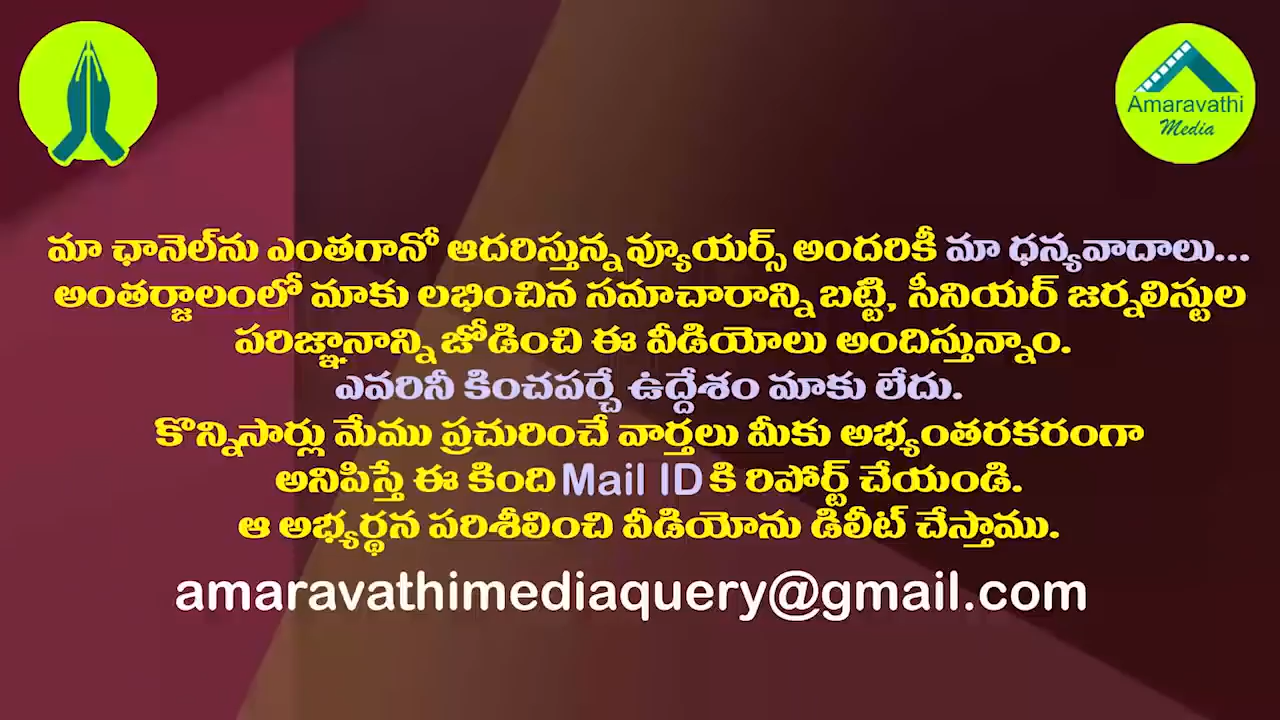 Amaravathi
Media
మా ఛానెల్‌ను ఎంతగానో ఆదరిస్తున్న వ్యూయర్స్ అందరికీ మా ధన్యవాదాలు...
అంతర్జాలంలో మాకు లభించిన సమాచారాన్ని బట్టి, సీనియర్ జర్నలిస్టుల
పరిజ్ఞానాన్ని జోడించి ఈ వీడియోలు అందిస్తున్నాం.
ఎవరినీ కించపర్చే ఉద్దేశం మాకు లేదు.
కొన్నిసార్లు మేము ప్రచురించే వార్తలు మీకు అభ్యంతరకరంగా
అనిపిస్తే ఈ కింది Mail ID కి రిపోర్ట్ చేయండి.
ఆ అభ్యర్థన పరిశీలించి వీడియోను డిలీట్ చేస్తాము.
amaravathimediaquery@gmail.com